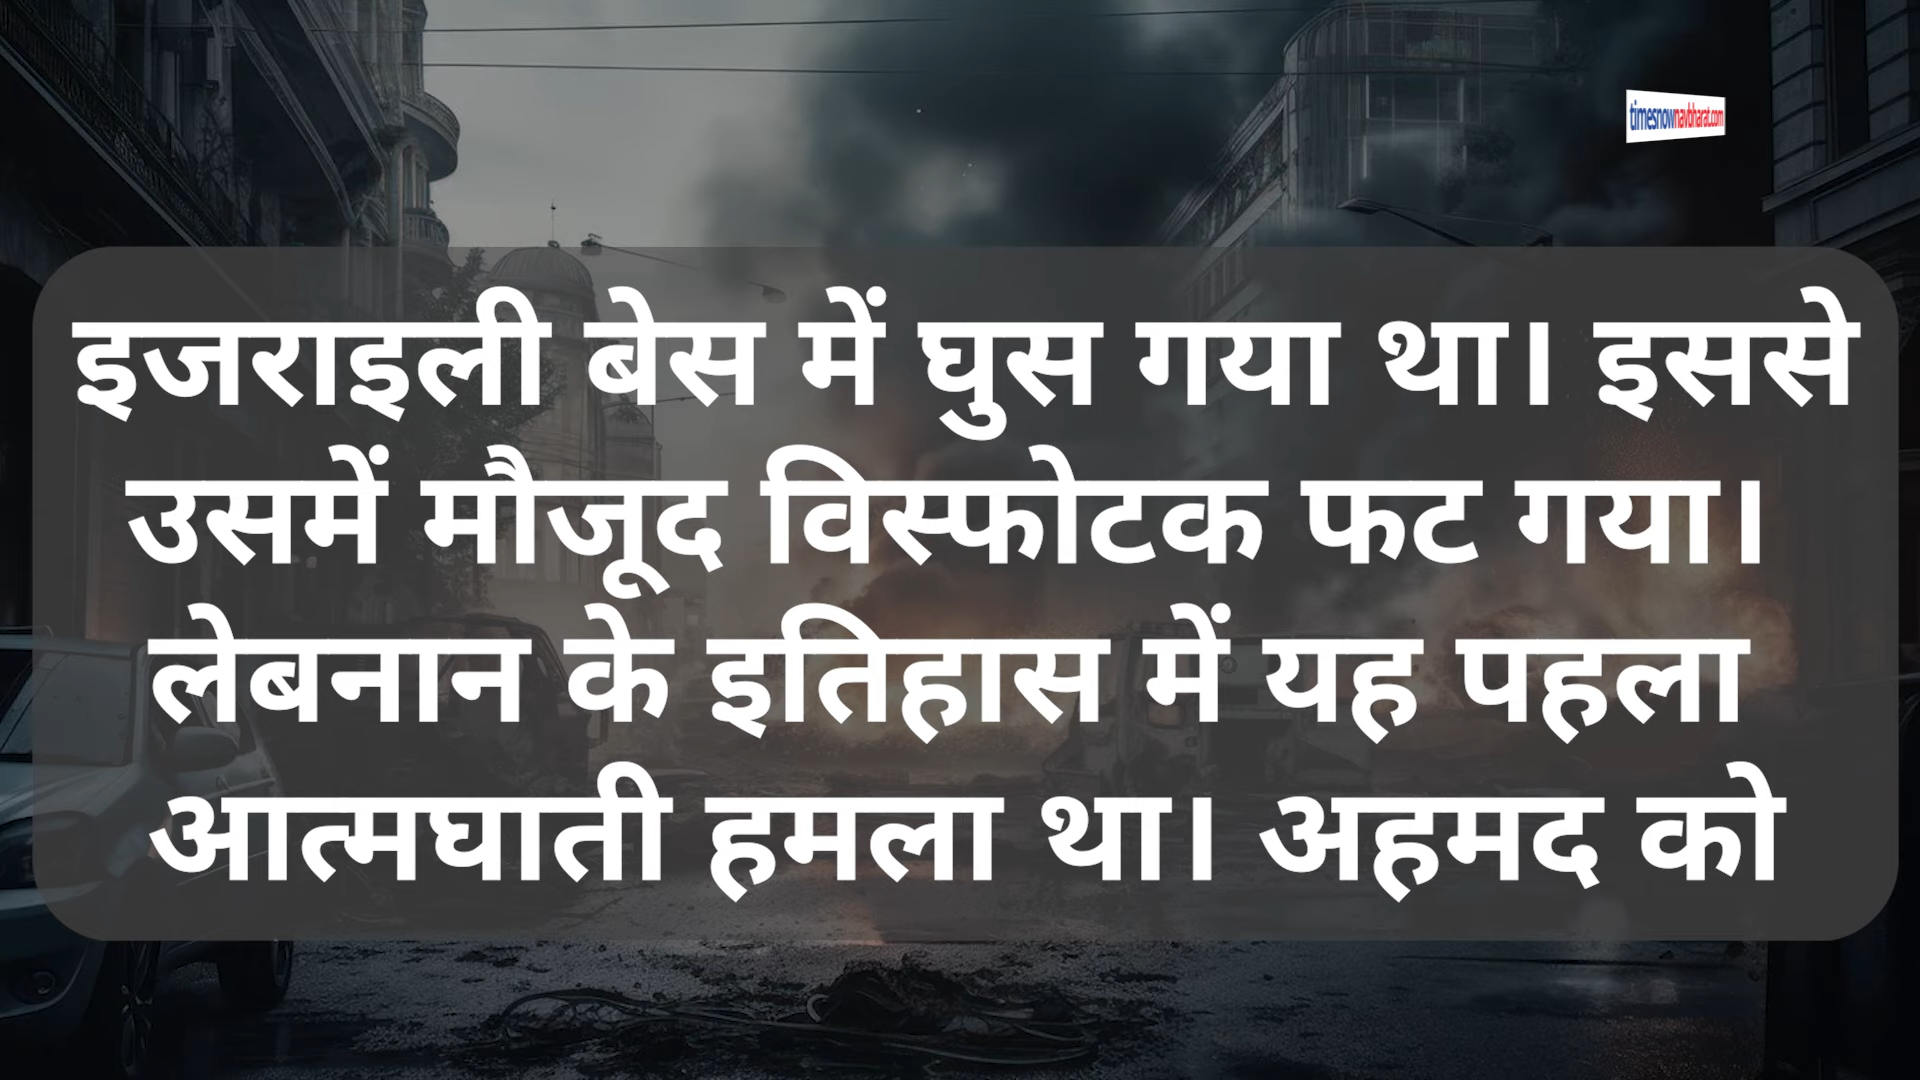 timesnownavbharat.com
इजराइली बेस में घुस गया था। इससे
उसमें मौजूद विस्फोटक फट गया।
लेबनान के इतिहास में यह पहला
आत्मघाती हमला था। अहमद को